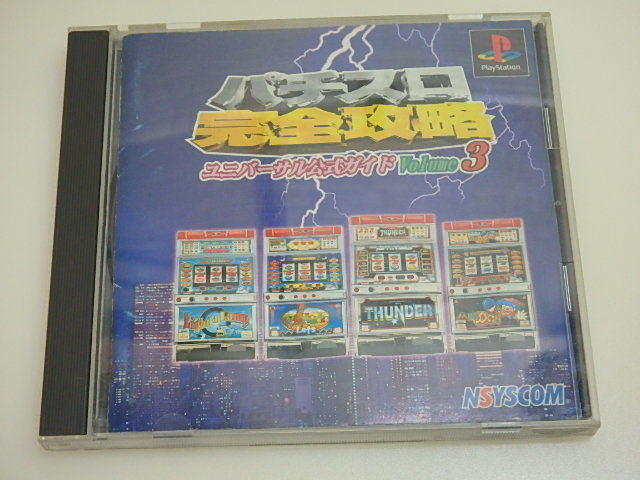 PlayStation
パチスロ
完全攻略
ユニバーサル公式ガイド Volume 3
THUNDER
THUNDER
NSYSCOM